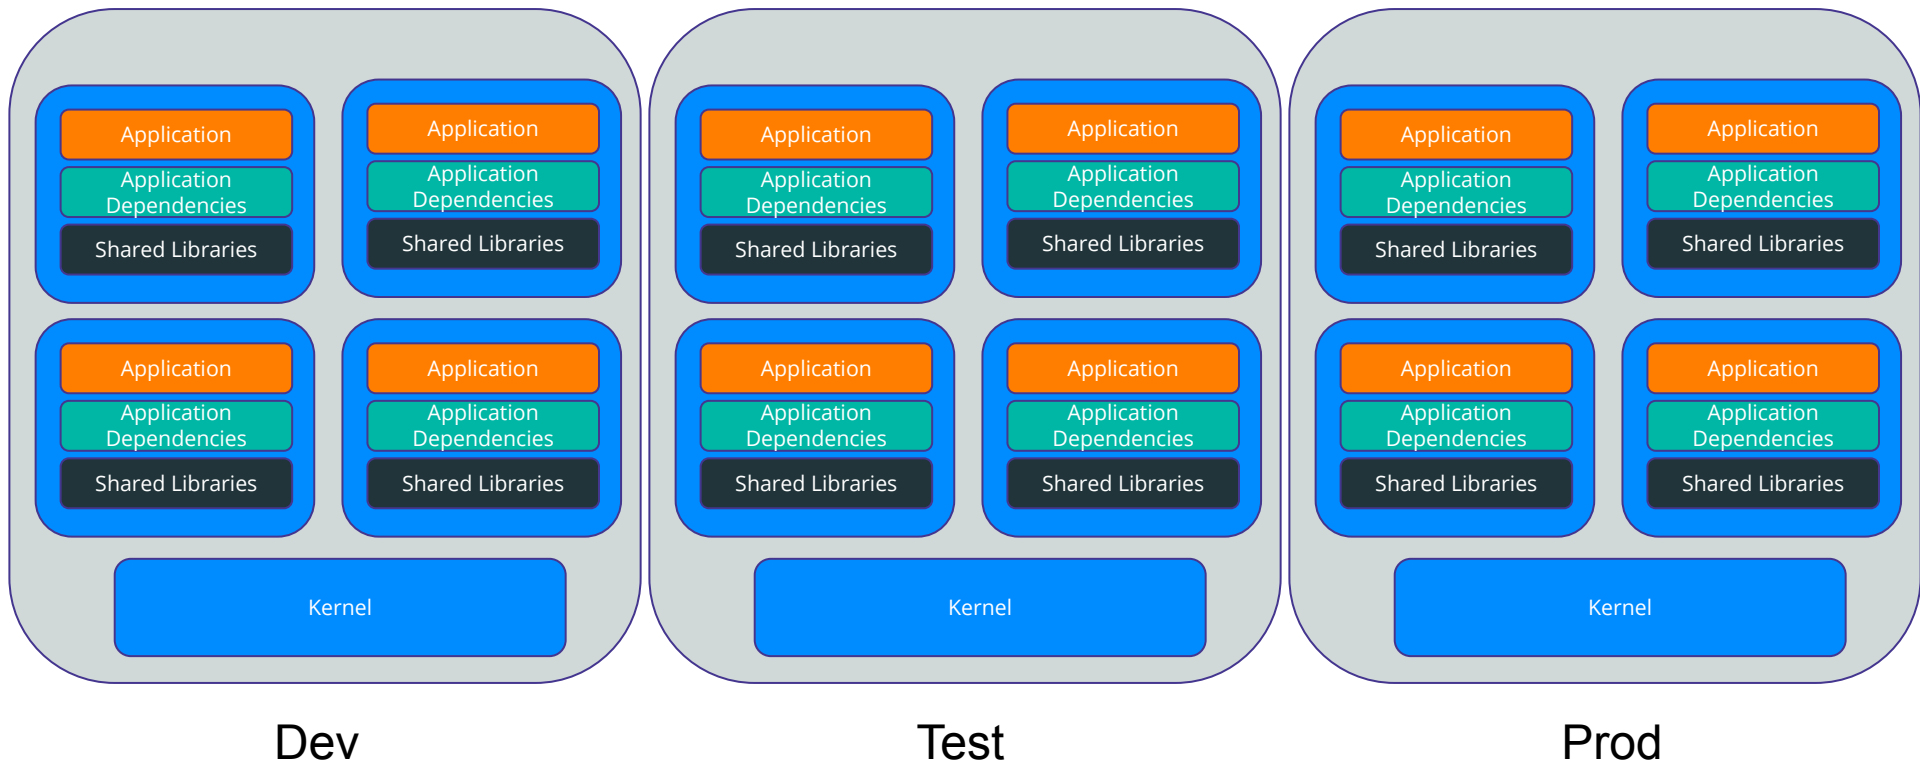 Application
Application
Dependencies
Shared Libraries
Application
Application
Dependencies
Shared Libraries
Application
Application
Dependencies
Shared Libraries
Application
Application
Dependencies
Shared Libraries
Kernel
Dev
Application
Application
Dependencies
Shared Libraries
Application
Application
Dependencies
Shared Libraries
Application
Application
Dependencies
Shared Libraries
Application
Application
Dependencies
Shared Libraries
Kernel
Test
Application
Application
Dependencies
Shared Libraries
Application
Application
Dependencies
Shared Libraries
Application
Application
Dependencies
Shared Libraries
Application
Application
Dependencies
Shared Libraries
Kernel
Prod